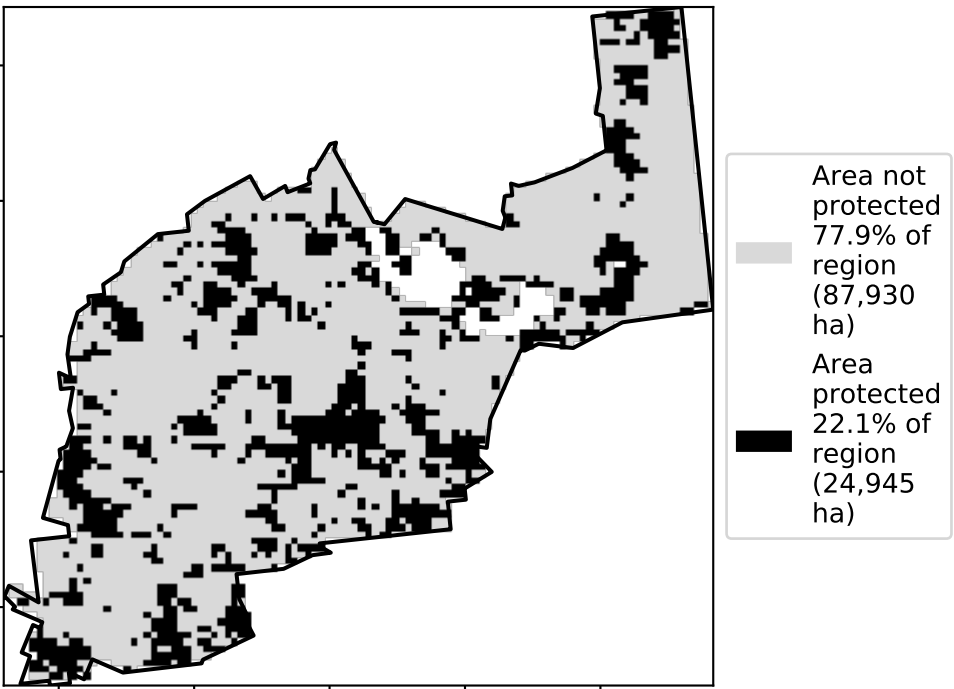 Area not
protected
77.9% of
region
(87,930
ha)
Area
protected
22.1% of
region
(24,945
ha)